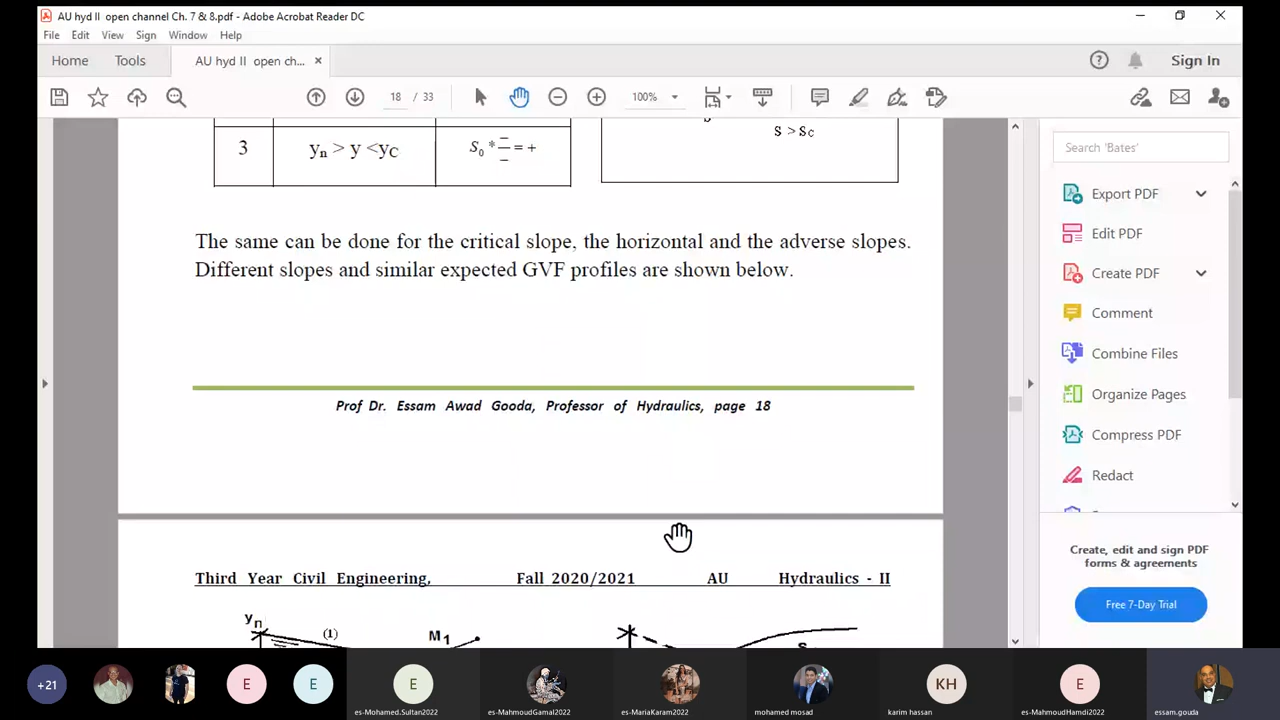 AU hyd II open channel Ch. 7 & 8.pdf - Adobe Acrobat Reader DC
File Edit View Sign Window Help
Home Tools AU hyd II open ch... × Sign In
18 / 33 100%
S > SC
3 yn > y <yC S0 * − / − = +
The same can be done for the critical slope, the horizontal and the adverse slopes.
Different slopes and similar expected GVF profiles are shown below.
Prof Dr. Essam Awad Gooda, Professor of Hydraulics, page 18
Third Year Civil Engineering, Fall 2020/2021 AU Hydraulics - II
yn (1) M1
Search 'Bates'
Export PDF
Edit PDF
Create PDF
Comment
Combine Files
Organize Pages
Compress PDF
Redact
Create, edit and sign PDF
forms & agreements
Free 7-Day Trial
+21 E E E KH E
es-Mohamed.Sultan2022 es-MahmoudGamal2022 es-MariaKaram2022 mohamed mosad karim hassan es-MahmoudHamdi2022 essam.gouda